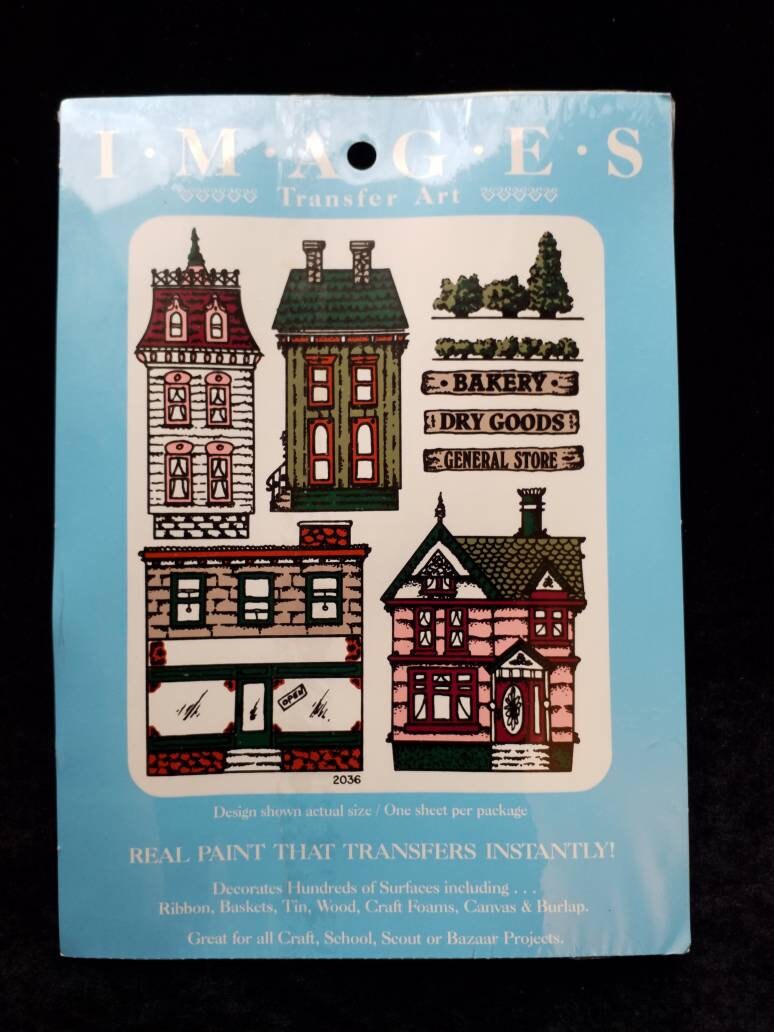 I·M·A·G·E·S
Transfer Art
· BAKERY ·
DRY GOODS
GENERAL STORE
OPEN
2036
Design shown actual size / One sheet per package
REAL PAINT THAT TRANSFERS INSTANTLY!
Decorates Hundreds of Surfaces including . . .
Ribbon, Baskets, Tin, Wood, Craft Foams, Canvas & Burlap.
Great for all Craft, School, Scout or Bazaar Projects.